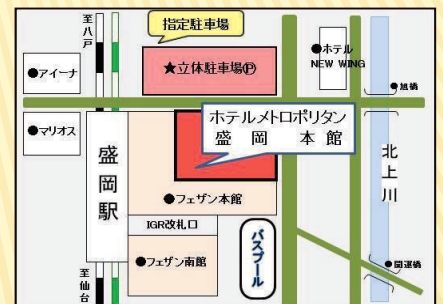 至八戸
指定駐車場
●アイーナ
★立体駐車場Ⓟ
●ホテル
NEW WING
●旭橋
●マリオス
ホテルメトロポリタン
盛岡 本館
盛岡駅
北上川
●フェザン本館
IGR改札口
バスプール
●フェザン南館
●開運橋
至仙台